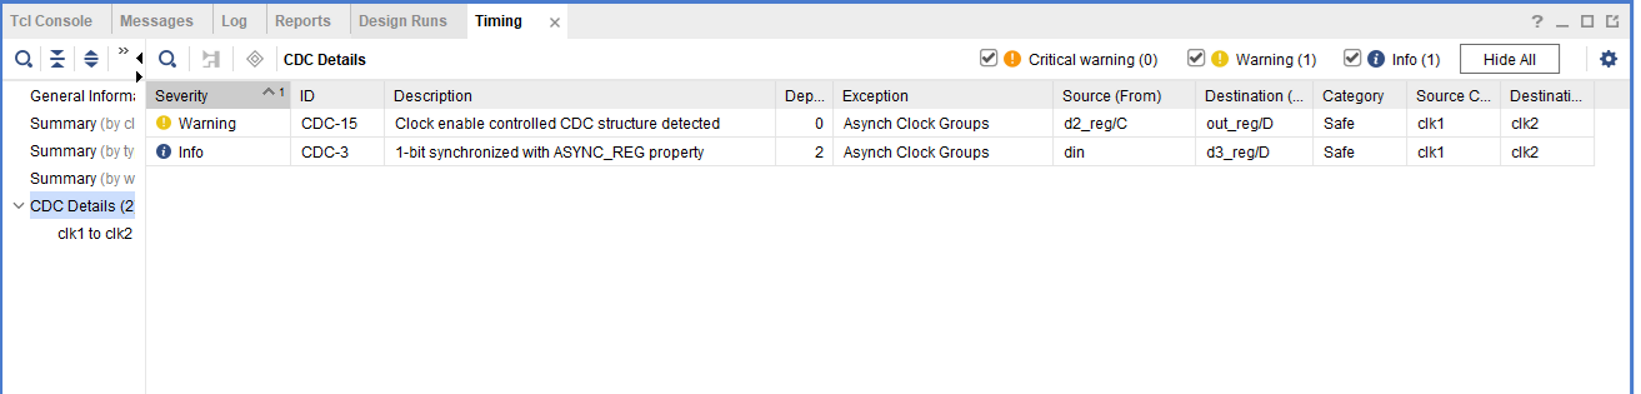 Tcl Console Messages Log Reports Design Runs Timing
CDC Details Critical warning (0) Warning (1) Info (1) Hide All
General Inform
Summary (by cl
Summary (by ty
Summary (by w
CDC Details (2
clk1 to clk2
Severity 1 ID Description Dep... Exception Source (From) Destination (... Category Source C... Destinati...
Warning CDC-15 Clock enable controlled CDC structure detected 0 Asynch Clock Groups d2_reg/C out_reg/D Safe clk1 clk2
Info CDC-3 1-bit synchronized with ASYNC_REG property 2 Asynch Clock Groups din d3_reg/D Safe clk1 clk2